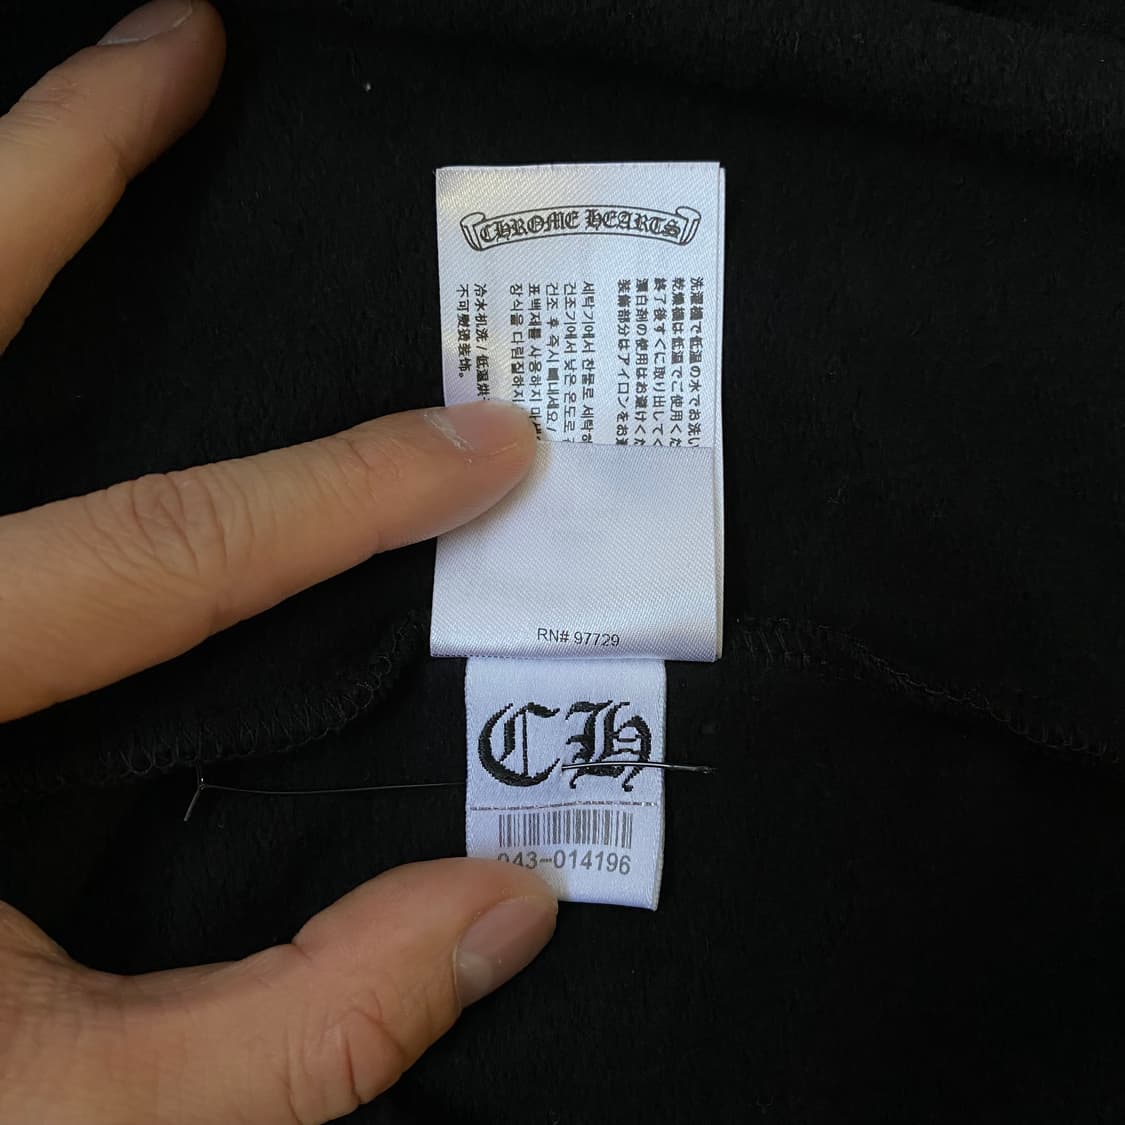 CHROME HEARTS
洗濯機で低温の水でお洗い
乾燥機は低温でご使用くだ
終了後すぐに取り出してく
漂白剤の使用はお避けくだ
装飾部分はアイロンをお避
세탁기에서 찬물로 세탁하
건조기에서 낮은 온도로
건조 후 즉시 빼내세요/
표백제를 사용하지
장식을 다림질하지
冷水机洗 / 低温烘
不可熨烫装饰。
RN# 97729
CH
043-014196